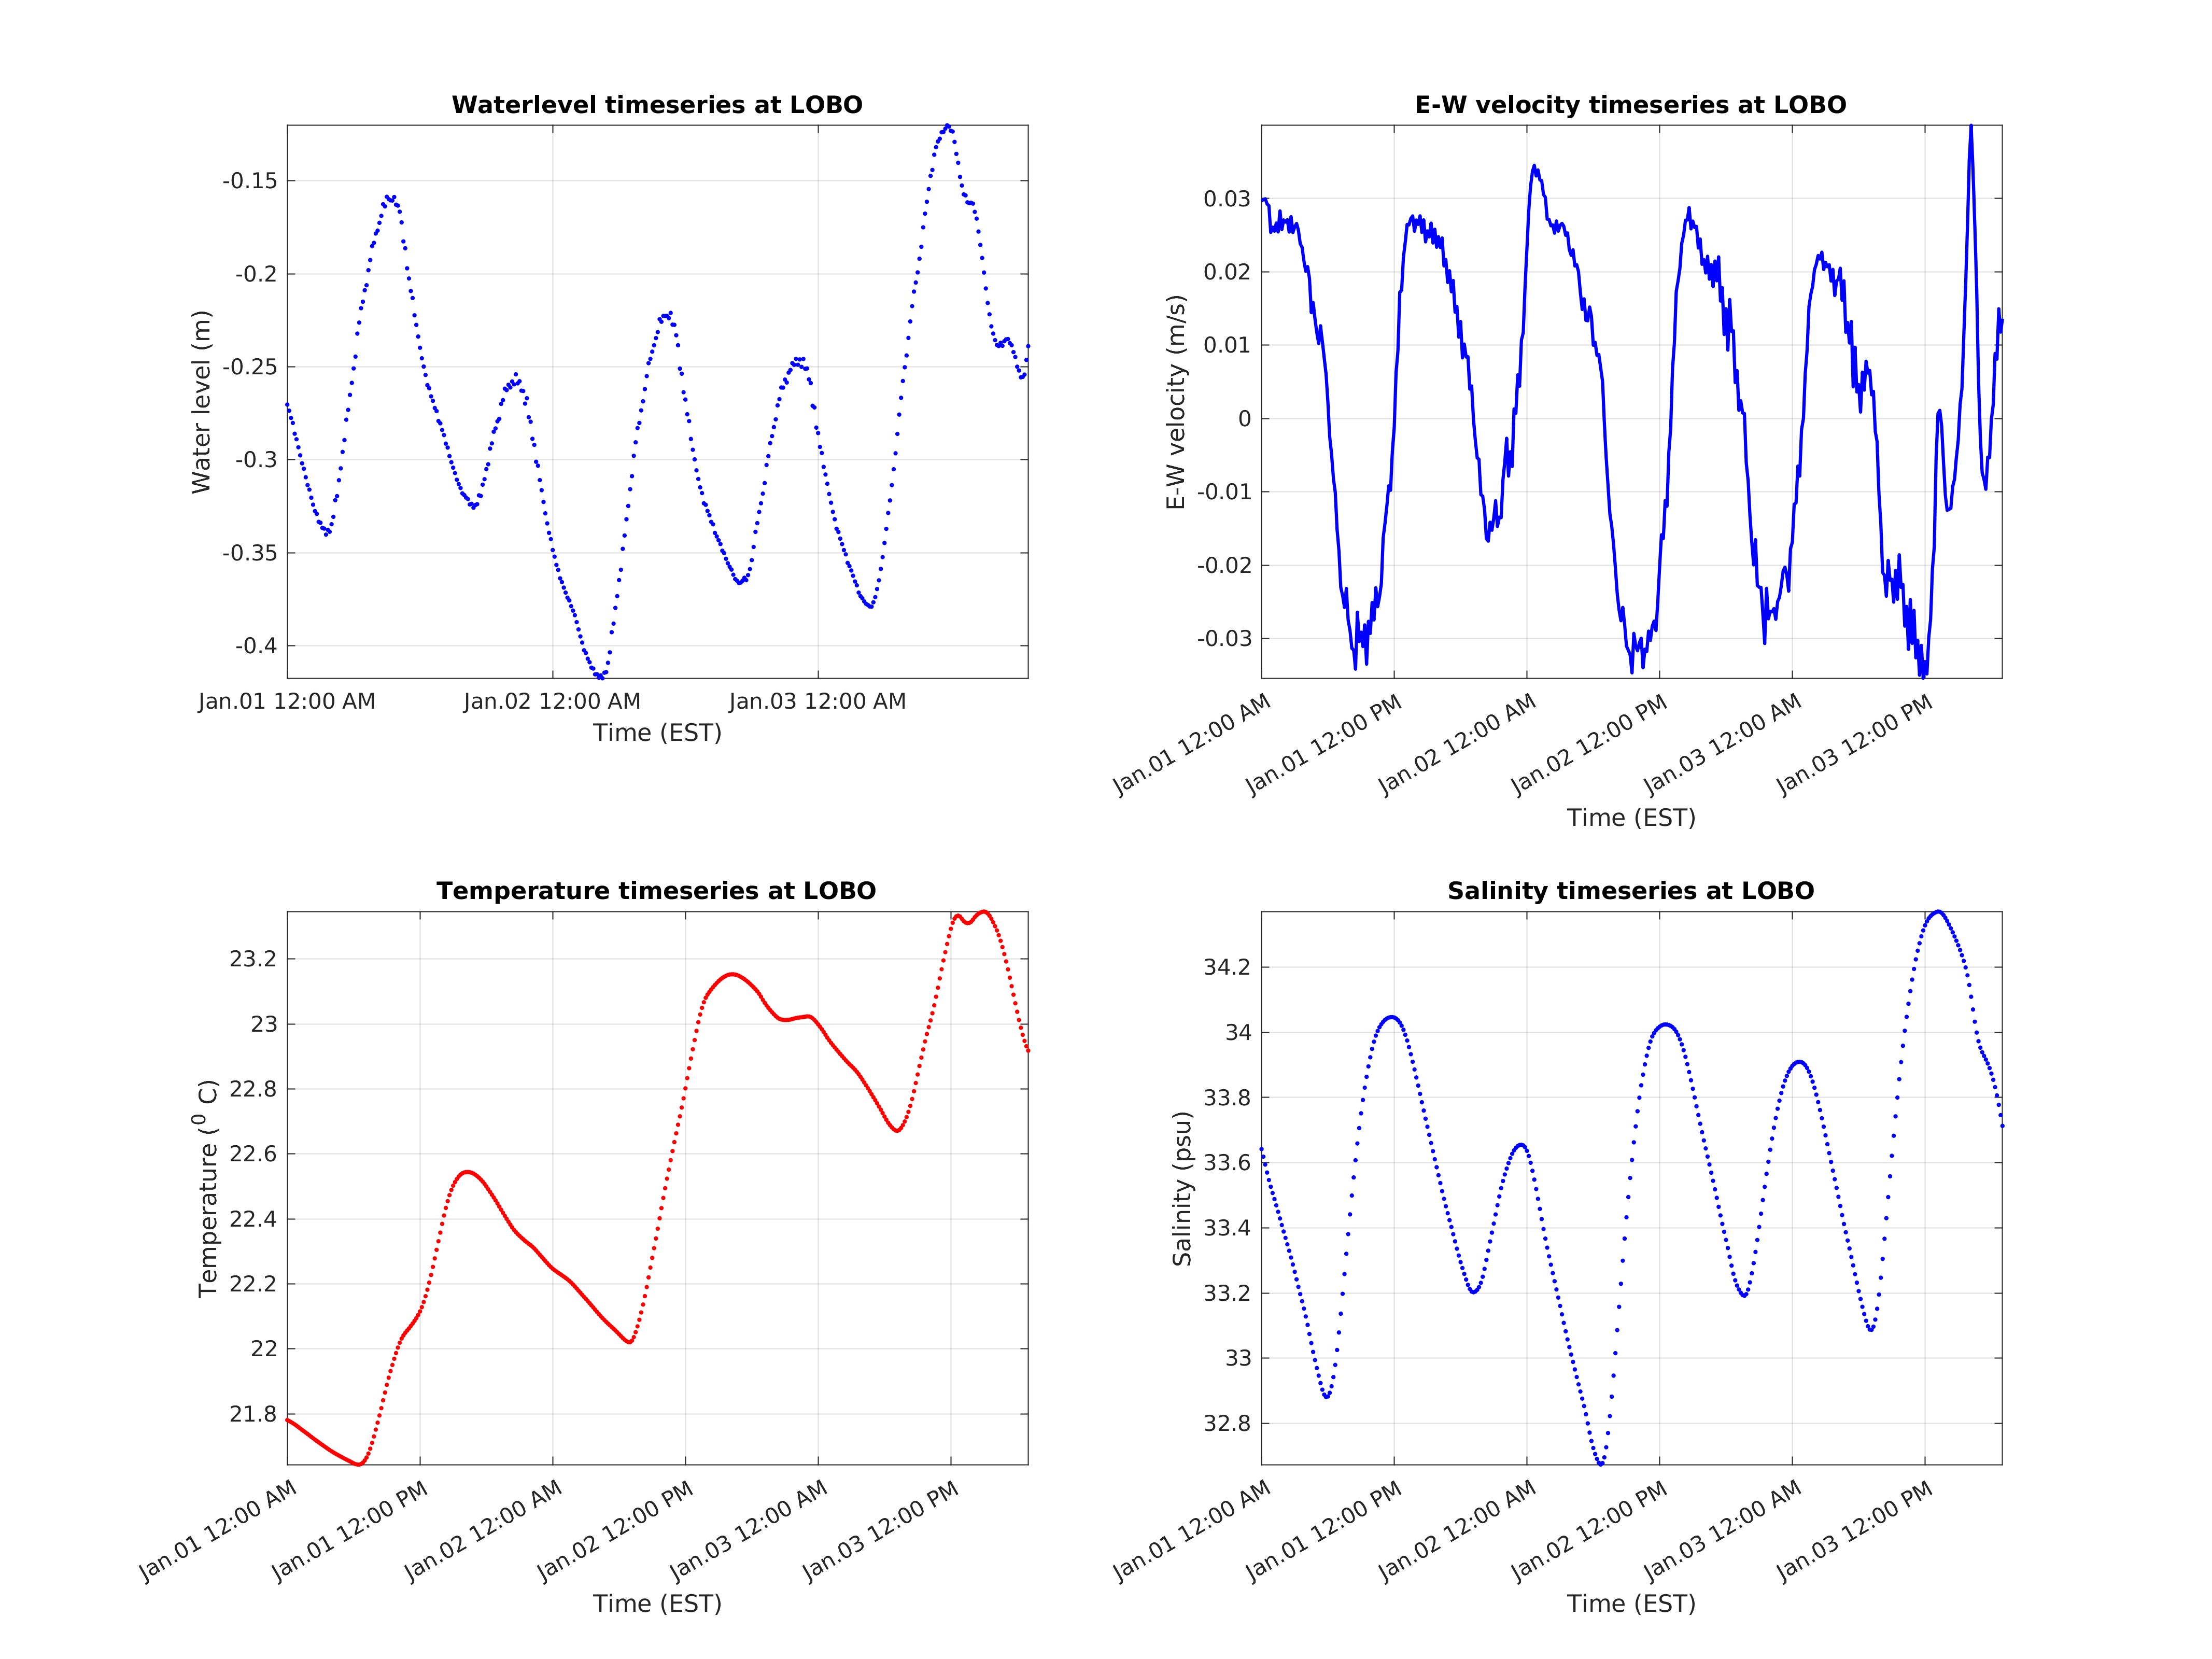 Waterlevel timeseries at LOBO
-0.15
-0.2
-0.25
-0.3
-0.35
-0.4
Water level (m)
Jan.01 12:00 AM
Jan.02 12:00 AM
Jan.03 12:00 AM
Time (EST)
E-W velocity timeseries at LOBO
0.03
0.02
0.01
0
-0.01
-0.02
-0.03
E-W velocity (m/s)
Jan.01 12:00 AM
Jan.01 12:00 PM
Jan.02 12:00 AM
Jan.02 12:00 PM
Jan.03 12:00 AM
Jan.03 12:00 PM
Time (EST)
Temperature timeseries at LOBO
23.2
23
22.8
22.6
22.4
22.2
22
21.8
Temperature (⁰ C)
Jan.01 12:00 AM
Jan.01 12:00 PM
Jan.02 12:00 AM
Jan.02 12:00 PM
Jan.03 12:00 AM
Jan.03 12:00 PM
Time (EST)
Salinity timeseries at LOBO
34.2
34
33.8
33.6
33.4
33.2
33
32.8
Salinity (psu)
Jan.01 12:00 AM
Jan.01 12:00 PM
Jan.02 12:00 AM
Jan.02 12:00 PM
Jan.03 12:00 AM
Jan.03 12:00 PM
Time (EST)